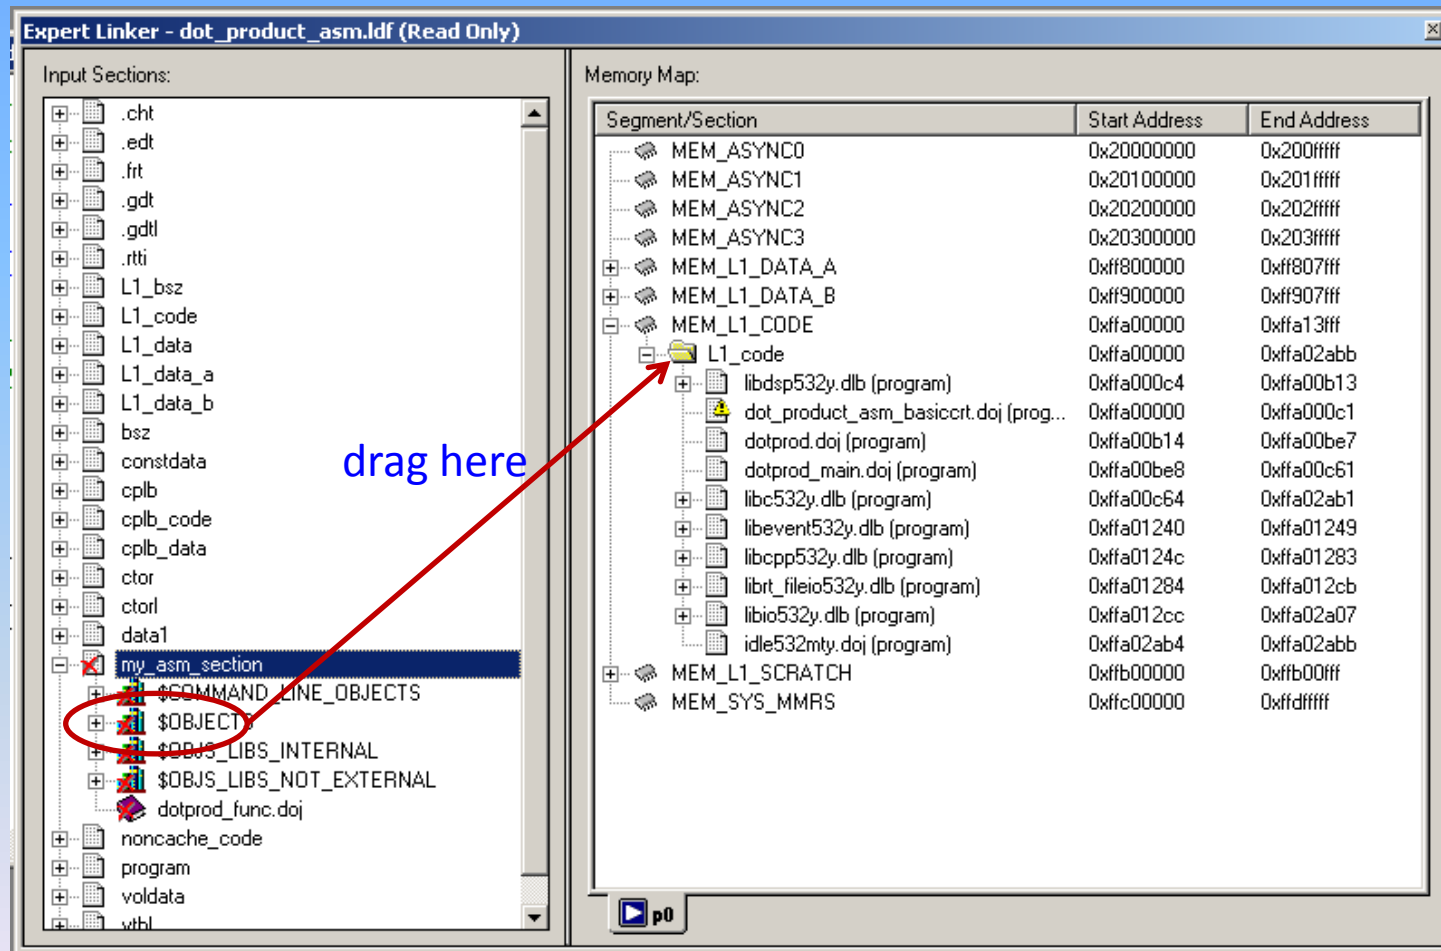 Expert Linker - dot_product_asm.ldf (Read Only)
Input Sections:
.cht
.edt
.frt
.gdt
.gdtl
.rtti
L1_bsz
L1_code
L1_data
L1_data_a
L1_data_b
bsz
constdata
cplb
cplb_code
cplb_data
ctor
ctorl
data1
my_asm_section
$COMMAND_LINE_OBJECTS
$OBJECTS
$OBJS_LIBS_INTERNAL
$OBJS_LIBS_NOT_EXTERNAL
dotprod_func.doj
noncache_code
program
voldata
vtbl
drag here
Memory Map:
Segment/Section Start Address End Address
MEM_ASYNC0 0x20000000 0x200fffff
MEM_ASYNC1 0x20100000 0x201fffff
MEM_ASYNC2 0x20200000 0x202fffff
MEM_ASYNC3 0x20300000 0x203fffff
MEM_L1_DATA_A 0xff800000 0xff807fff
MEM_L1_DATA_B 0xff900000 0xff907fff
MEM_L1_CODE 0xffa00000 0xffa13fff
L1_code 0xffa00000 0xffa02abb
libdsp532y.dlb (program) 0xffa000c4 0xffa00b13
dot_product_asm_basiccrt.doj (prog... 0xffa00000 0xffa000c1
dotprod.doj (program) 0xffa00b14 0xffa00be7
dotprod_main.doj (program) 0xffa00be8 0xffa00c61
libc532y.dlb (program) 0xffa00c64 0xffa02ab1
libevent532y.dlb (program) 0xffa01240 0xffa01249
libcpp532y.dlb (program) 0xffa0124c 0xffa01283
librt_fileio532y.dlb (program) 0xffa01284 0xffa012cb
libio532y.dlb (program) 0xffa012cc 0xffa02a07
idle532mty.doj (program) 0xffa02ab4 0xffa02abb
MEM_L1_SCRATCH 0xffb00000 0xffb00fff
MEM_SYS_MMRS 0xffc00000 0xffdfffff
p0